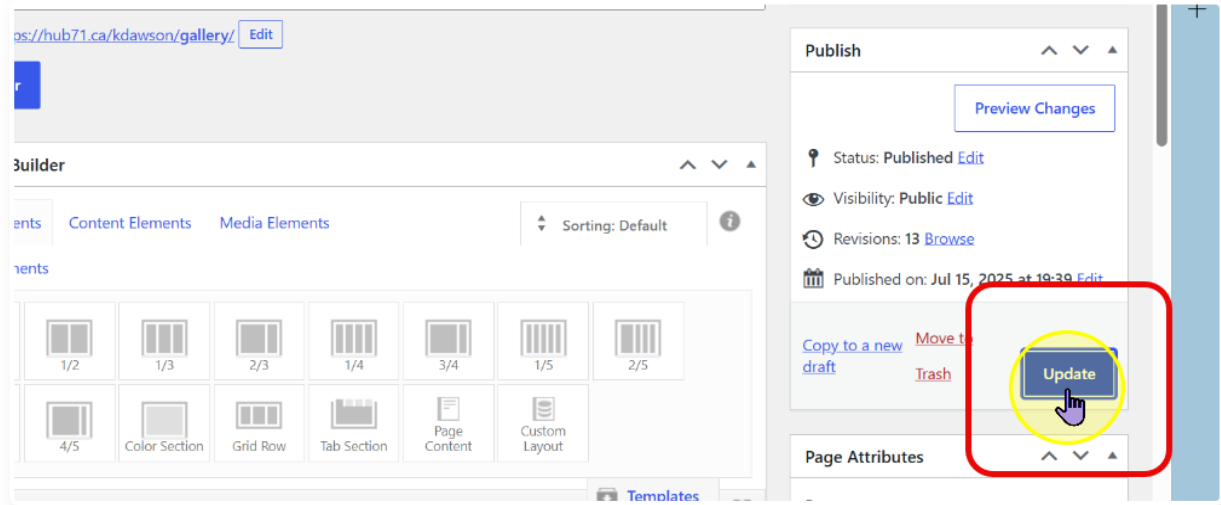 ps://hub71.ca/kdawson/gallery/ Edit
r
Builder
ents Content Elements Media Elements
Sorting: Default
ments
1/2 1/3 2/3 1/4 3/4 1/5 2/5
4/5 Color Section Grid Row Tab Section Page Content Custom Layout
Templates
Publish
Preview Changes
Status: Published Edit
Visibility: Public Edit
Revisions: 13 Browse
Published on: Jul 15, 2025 at 19:39 Edit
Copy to a new draft
Move to Trash
Update
Page Attributes